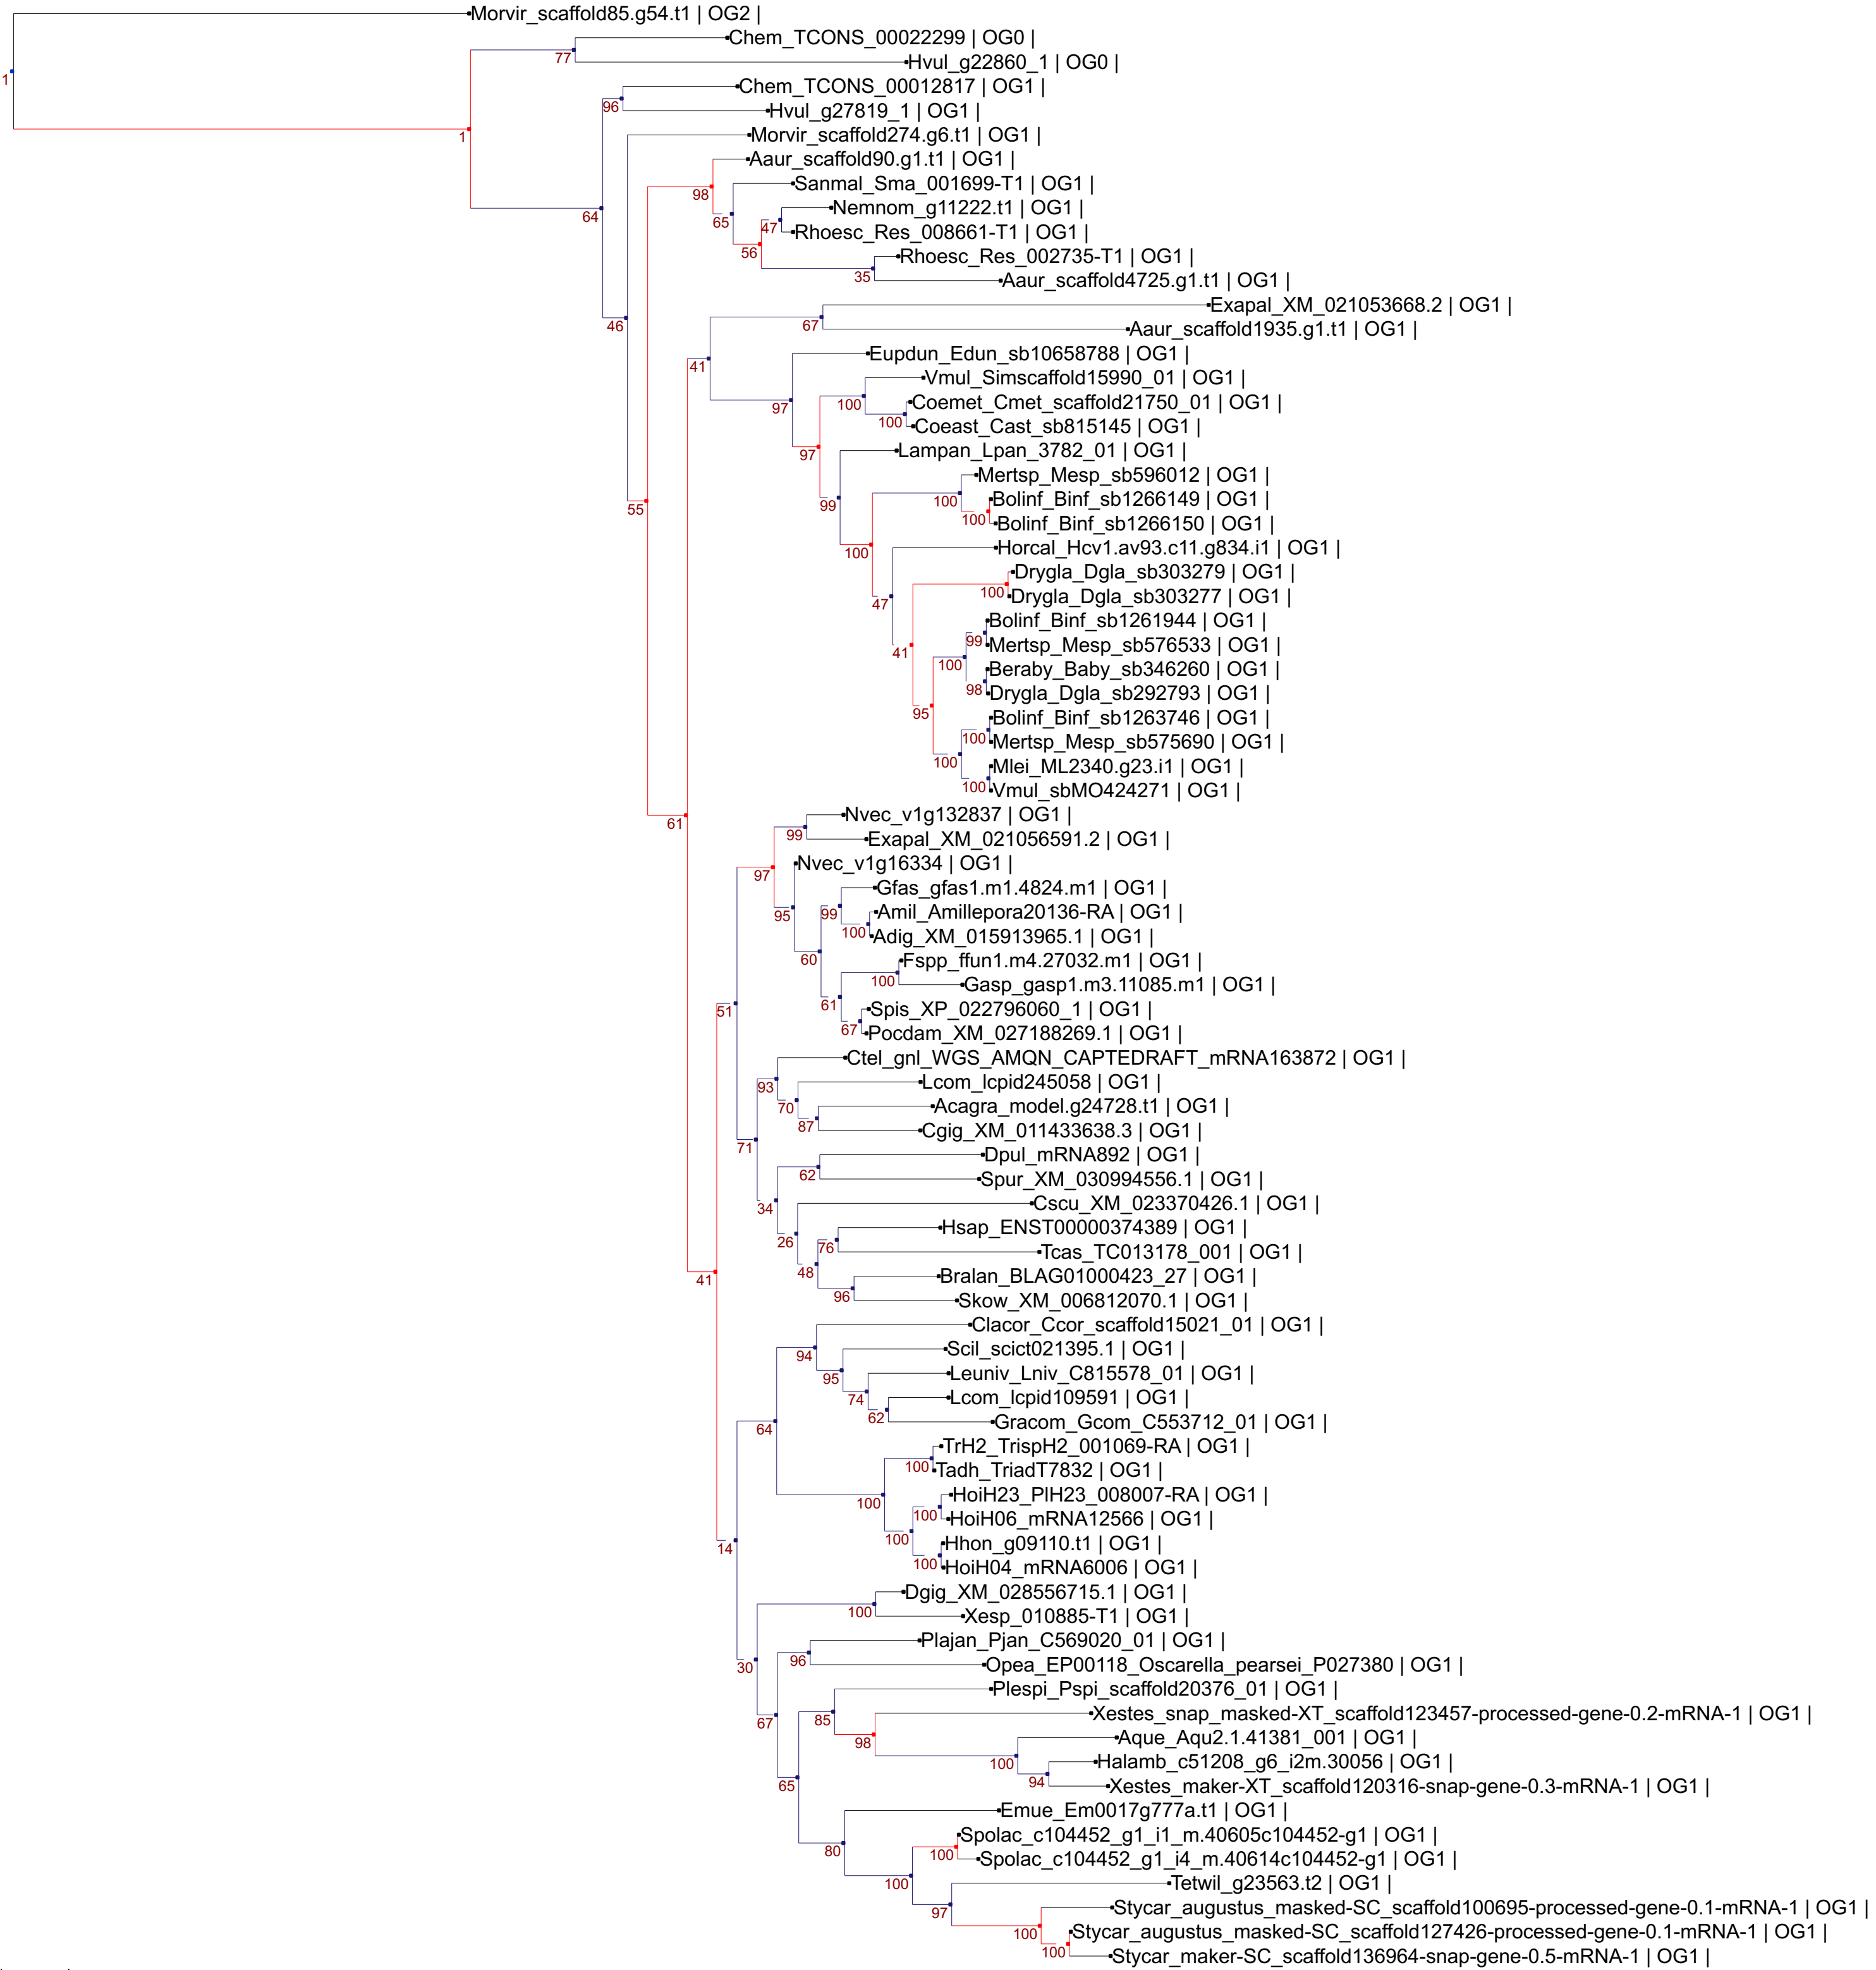 Morvir_scaffold85.g54.t1 | OG2 |
Chem_TCONS_00022299 | OG0 |
77
Hvul_g22860_1 | OG0 |
1
Chem_TCONS_00012817 | OG1 |
96
Hvul_g27819_1 | OG1 |
1
Morvir_scaffold274.g6.t1 | OG1 |
Aaur_scaffold90.g1.t1 | OG1 |
98
Sanmal_Sma_001699-T1 | OG1 |
64
65
Nemnom_g11222.t1 | OG1 |
47
Rhoesc_Res_008661-T1 | OG1 |
56
Rhoesc_Res_002735-T1 | OG1 |
35
Aaur_scaffold4725.g1.t1 | OG1 |
Exapal_XM_021053668.2 | OG1 |
46
67
Aaur_scaffold1935.g1.t1 | OG1 |
Eupdun_Edun_sb10658788 | OG1 |
41
Vmul_Simscaffold15990_01 | OG1 |
97
100
Coemet_Cmet_scaffold21750_01 | OG1 |
100
Coeast_Cast_sb815145 | OG1 |
97
Lampan_Lpan_3782_01 | OG1 |
Mertsp_Mesp_sb596012 | OG1 |
100
Bolinf_Binf_sb1266149 | OG1 |
55
99
100
Bolinf_Binf_sb1266150 | OG1 |
100
Horcal_Hcv1.av93.c11.g834.i1 | OG1 |
Drygla_Dgla_sb303279 | OG1 |
100
Drygla_Dgla_sb303277 | OG1 |
47
Bolinf_Binf_sb1261944 | OG1 |
99
Mertsp_Mesp_sb576533 | OG1 |
41
100
Beraby_Baby_sb346260 | OG1 |
98
Drygla_Dgla_sb292793 | OG1 |
95
Bolinf_Binf_sb1263746 | OG1 |
100
Mertsp_Mesp_sb575690 | OG1 |
100
Mlei_ML2340.g23.i1 | OG1 |
100
Vmul_sbMO424271 | OG1 |
Nvec_v1g132837 | OG1 |
61
99
Exapal_XM_021056591.2 | OG1 |
Nvec_v1g16334 | OG1 |
97
Gfas_gfas1.m1.4824.m1 | OG1 |
95
99
Amil_Amillepora20136-RA | OG1 |
100
Adig_XM_015913965.1 | OG1 |
60
Fspp_ffun1.m4.27032.m1 | OG1 |
100
Gasp_gasp1.m3.11085.m1 | OG1 |
51
61
Spis_XP_022796060_1 | OG1 |
67
Pocdam_XM_027188269.1 | OG1 |
Ctel_gnl_WGS_AMQN_CAPTEDRAFT_mRNA163872 | OG1 |
93
Lcom_lcpid245058 | OG1 |
70
Acagra_model.g24728.t1 | OG1 |
87
Cgig_XM_011433638.3 | OG1 |
71
Dpul_mRNA892 | OG1 |
62
Spur_XM_030994556.1 | OG1 |
34
Cscu_XM_023370426.1 | OG1 |
Hsap_ENST00000374389 | OG1 |
26
76
Tcas_TC013178_001 | OG1 |
41
48
Bralan_BLAG01000423_27 | OG1 |
96
Skow_XM_006812070.1 | OG1 |
Clacor_Ccor_scaffold15021_01 | OG1 |
94
Scil_scict021395.1 | OG1 |
95
Leuniv_Lniv_C815578_01 | OG1 |
74
Lcom_lcpid109591 | OG1 |
62
Gracom_Gcom_C553712_01 | OG1 |
64
TrH2_TrispH2_001069-RA | OG1 |
100
Tadh_TriadT7832 | OG1 |
HoiH23_PlH23_008007-RA | OG1 |
100
100
HoiH06_mRNA12566 | OG1 |
100
Hhon_g09110.t1 | OG1 |
14
100
HoiH04_mRNA6006 | OG1 |
Dgig_XM_028556715.1 | OG1 |
100
Xesp_010885-T1 | OG1 |
Plajan_Pjan_C569020_01 | OG1 |
30
96
Opea_EP00118_Oscarella_pearsei_P027380 | OG1 |
Plespi_Pspi_scaffold20376_01 | OG1 |
67
85
Xestes_snap_masked-XT_scaffold123457-processed-gene-0.2-mRNA-1 | OG1 |
98
Aque_Aqu2.1.41381_001 | OG1 |
100
Halamb_c51208_g6_i2m.30056 | OG1 |
65
94
Xestes_maker-XT_scaffold120316-snap-gene-0.3-mRNA-1 | OG1 |
Emue_Em0017g777a.t1 | OG1 |
Spolac_c104452_g1_i1_m.40605c104452-g1 | OG1 |
80
100
Spolac_c104452_g1_i4_m.40614c104452-g1 | OG1 |
100
Tetwil_g23563.t2 | OG1 |
97
Stycar_augustus_masked-SC_scaffold100695-processed-gene-0.1-mRNA-1 | OG1 |
100
Stycar_augustus_masked-SC_scaffold127426-processed-gene-0.1-mRNA-1 | OG1 |
100
Stycar_maker-SC_scaffold136964-snap-gene-0.5-mRNA-1 | OG1 |